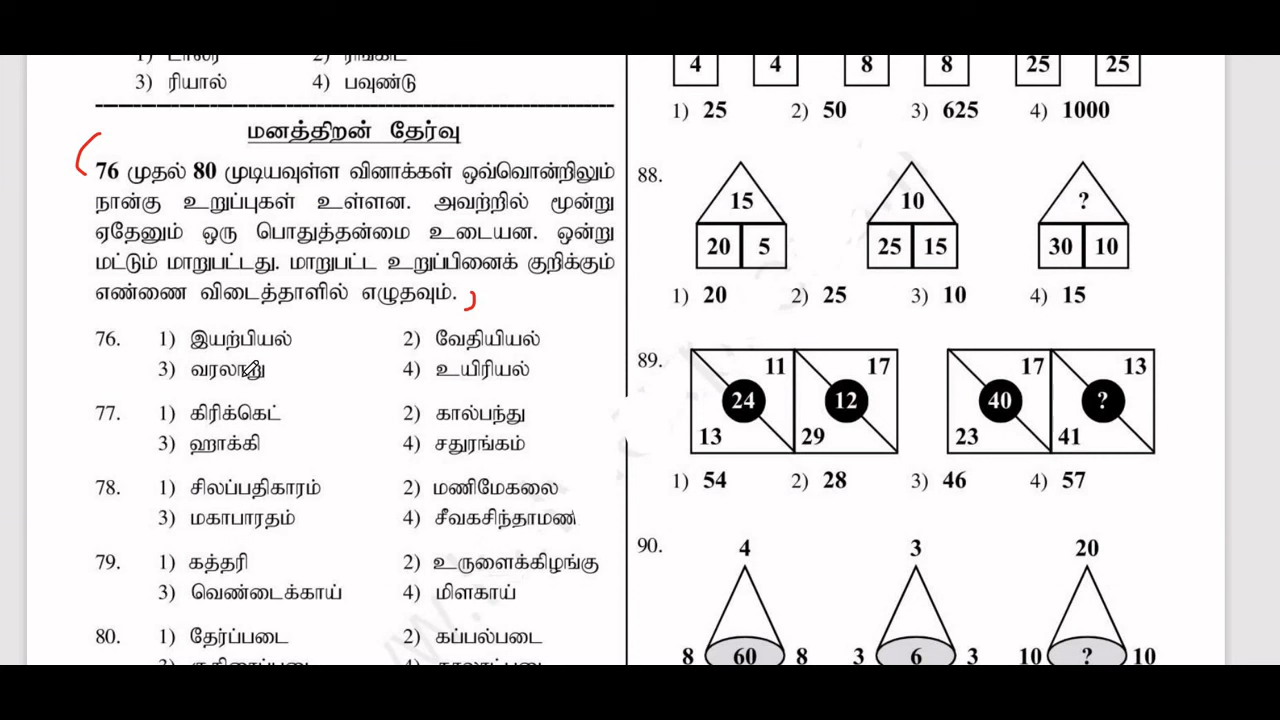 3) ரியால் 4) பவுண்டு
மனத்திறன் தேர்வு
76 முதல் 80 முடியவுள்ள வினாக்கள் ஒவ்வொன்றிலும்
நான்கு உறுப்புகள் உள்ளன. அவற்றில் மூன்று
ஏதேனும் ஒரு பொதுத்தன்மை உடையன. ஒன்று
மட்டும் மாறுபட்டது. மாறுபட்ட உறுப்பினைக் குறிக்கும்
எண்ணை விடைத்தாளில் எழுதவும்.
76. 1) இயற்பியல் 2) வேதியியல்
3) வரலாறு 4) உயிரியல்
77. 1) கிரிக்கெட் 2) கால்பந்து
3) ஹாக்கி 4) சதுரங்கம்
78. 1) சிலப்பதிகாரம் 2) மணிமேகலை
3) மகாபாரதம் 4) சீவகசிந்தாமணி
79. 1) கத்தரி 2) உருளைக்கிழங்கு
3) வெண்டைக்காய் 4) மிளகாய்
80. 1) தேர்ப்படை 2) கப்பல்படை
4 4 8 8 25 25
1) 25 2) 50 3) 625 4) 1000
88.
15 10 ?
20 5 25 15 30 10
1) 20 2) 25 3) 10 4) 15
89.
11 17 17 13
24 12 40 ?
13 29 23 41
1) 54 2) 28 3) 46 4) 57
90.
4 3 20
8 60 8 3 6 3 10 ? 10